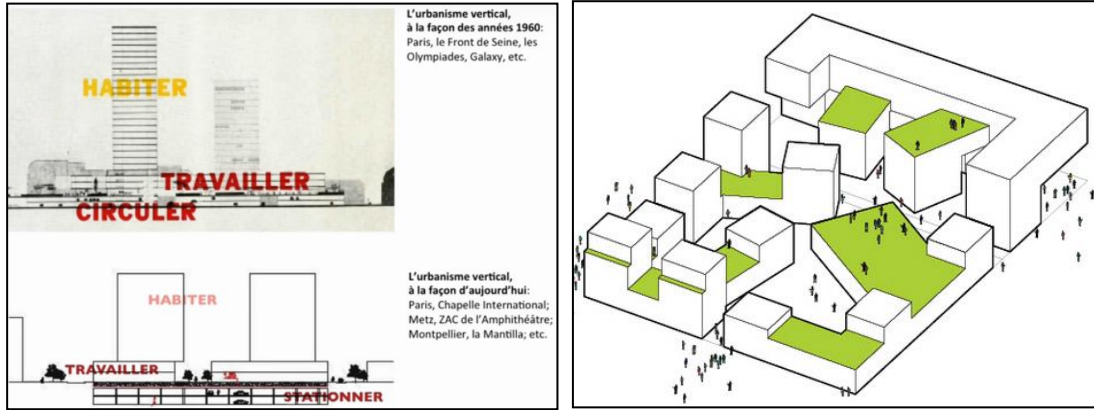 L'urbanisme vertical,
à la façon des années 1960:
Paris, le Front de Seine, les
Olympiades, Galaxy, etc.
HABITER
TRAVAILLER
CIRCULER
L'urbanisme vertical,
à la façon d'aujourd'hui:
Paris, Chapelle International;
Metz, ZAC de l'Amphithéâtre;
Montpellier, la Mantilla; etc.
HABITER
TRAVAILLER
STATIONNER